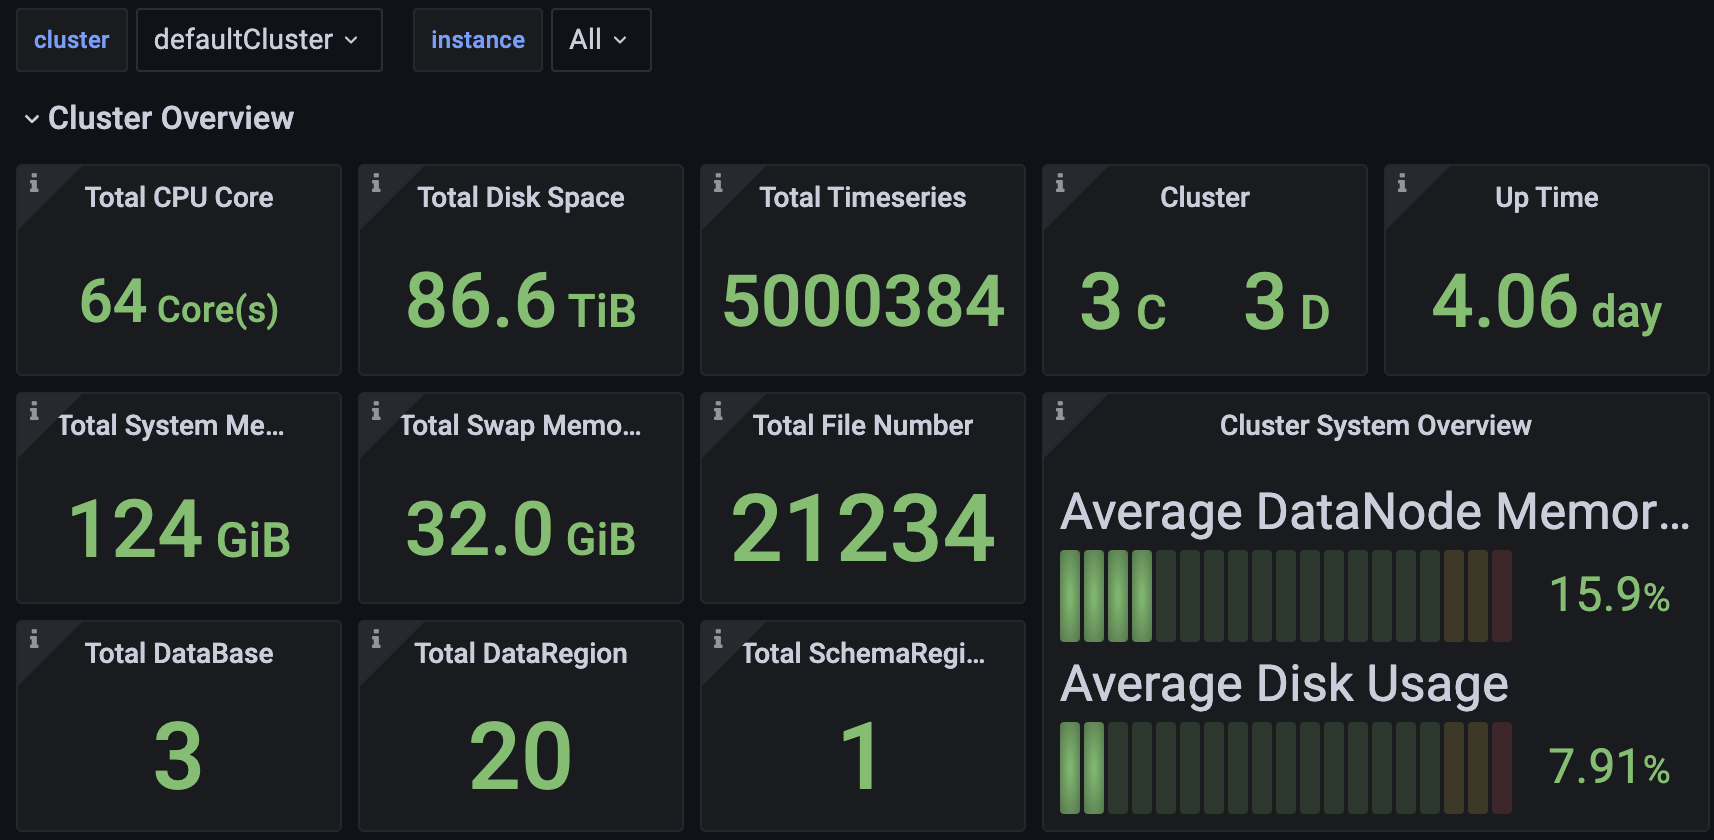 cluster defaultCluster instance All
Cluster Overview
Total CPU Core
64 Core(s)
Total Disk Space
86.6 TiB
Total Timeseries
5000384
Cluster
3 C 3 D
Up Time
4.06 day
Total System Me...
124 GiB
Total Swap Memo...
32.0 GiB
Total File Number
21234
Cluster System Overview
Average DataNode Memor...
15.9%
Average Disk Usage
7.91%
Total DataBase
3
Total DataRegion
20
Total SchemaRegi...
1